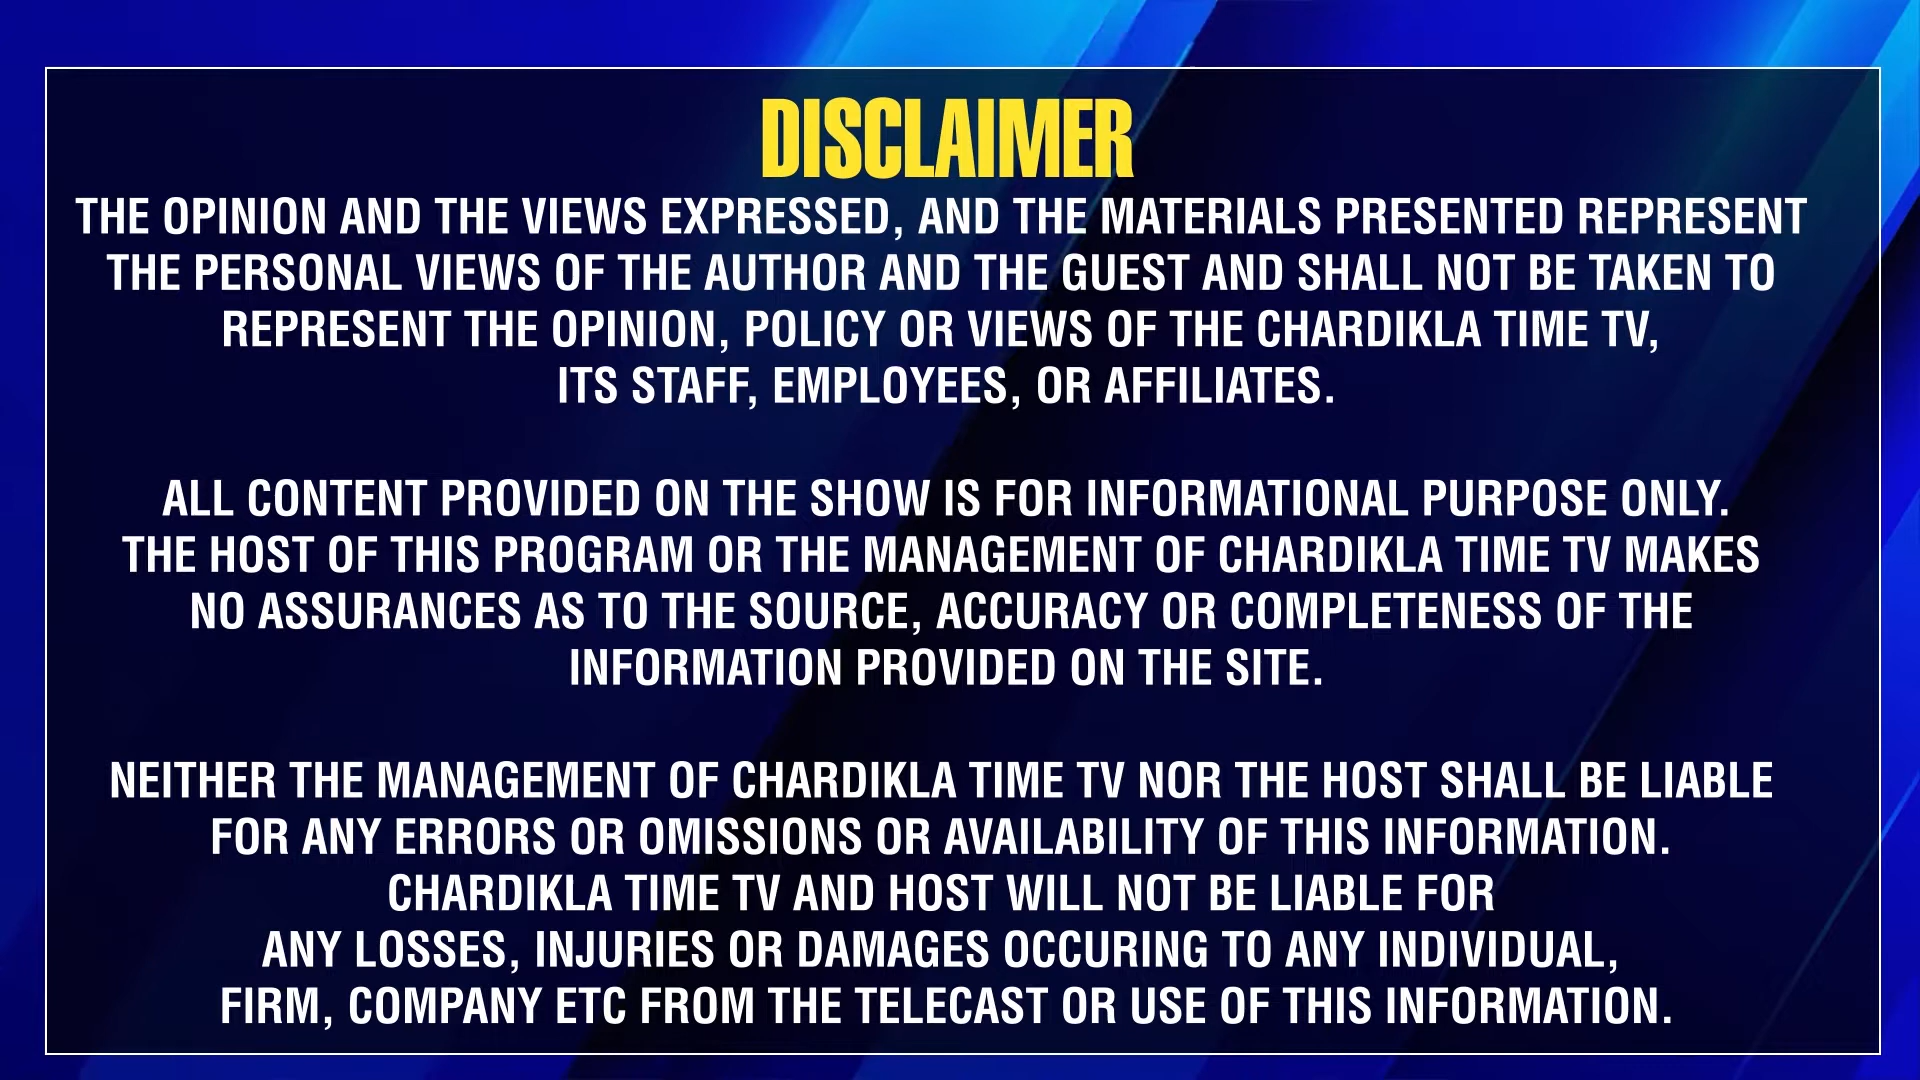 DISCLAIMER
THE OPINION AND THE VIEWS EXPRESSED, AND THE MATERIALS PRESENTED REPRESENT
THE PERSONAL VIEWS OF THE AUTHOR AND THE GUEST AND SHALL NOT BE TAKEN TO
REPRESENT THE OPINION, POLICY OR VIEWS OF THE CHARDIKLA TIME TV,
ITS STAFF, EMPLOYEES, OR AFFILIATES.
ALL CONTENT PROVIDED ON THE SHOW IS FOR INFORMATIONAL PURPOSE ONLY.
THE HOST OF THIS PROGRAM OR THE MANAGEMENT OF CHARDIKLA TIME TV MAKES
NO ASSURANCES AS TO THE SOURCE, ACCURACY OR COMPLETENESS OF THE
INFORMATION PROVIDED ON THE SITE.
NEITHER THE MANAGEMENT OF CHARDIKLA TIME TV NOR THE HOST SHALL BE LIABLE
FOR ANY ERRORS OR OMISSIONS OR AVAILABILITY OF THIS INFORMATION.
CHARDIKLA TIME TV AND HOST WILL NOT BE LIABLE FOR
ANY LOSSES, INJURIES OR DAMAGES OCCURING TO ANY INDIVIDUAL,
FIRM, COMPANY ETC FROM THE TELECAST OR USE OF THIS INFORMATION.